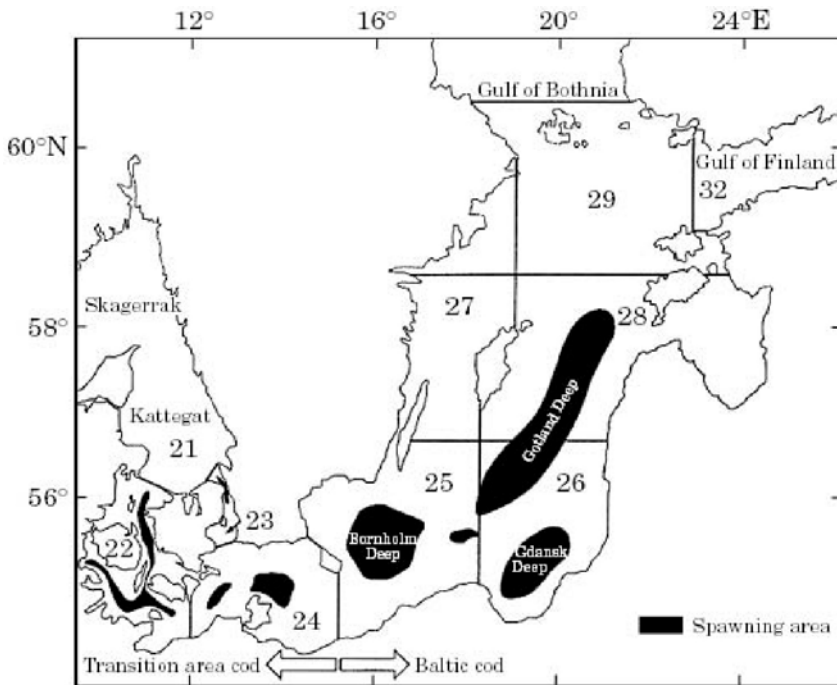 12° 16° 20° 24°E
Gulf of Bothnia
60°N
Gulf of Finland
32
29
27
28
Skagerrak
58°
Gotland Deep
Kattegat
21
25
26
56°
23
22
Bornholm
Deep
Gdansk
Deep
24
Spawning area
Transition area cod
Baltic cod